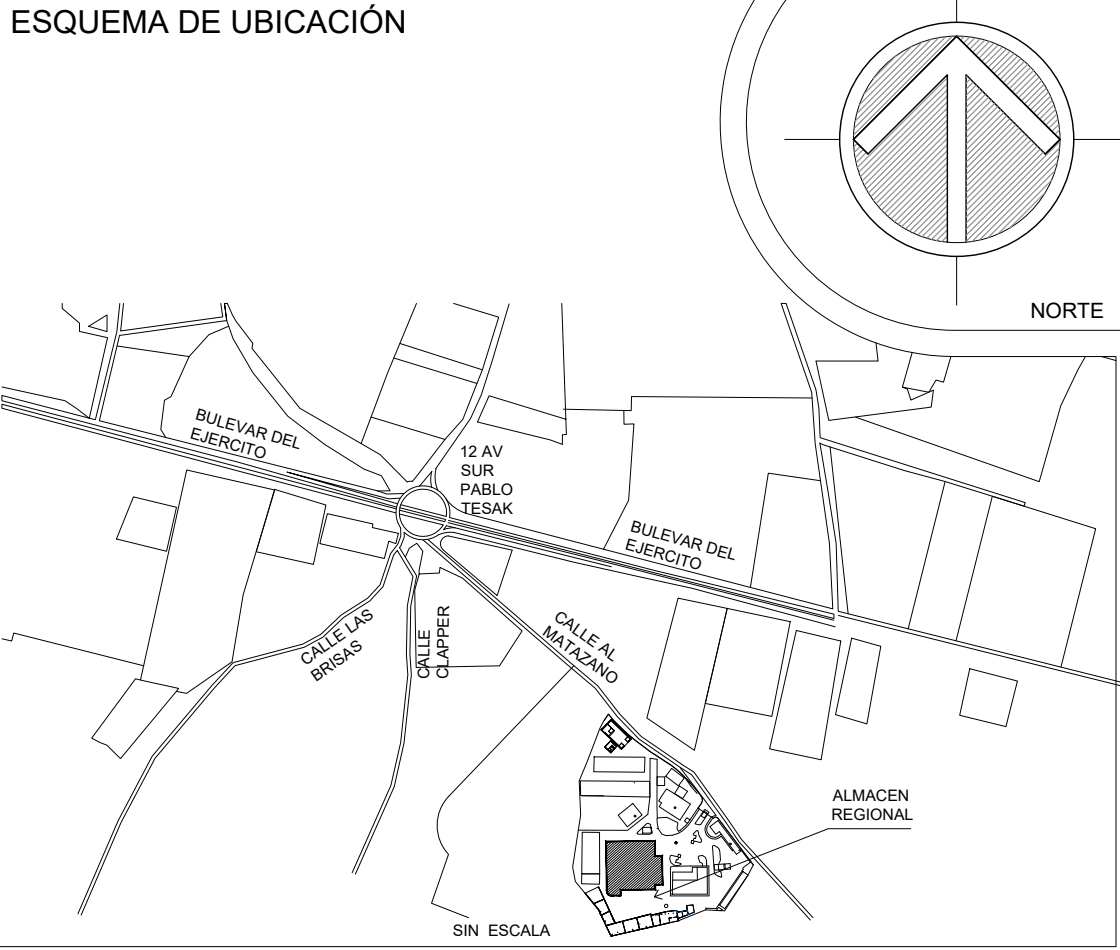 ESQUEMA DE UBICACIÓN
NORTE
BULEVAR DEL
EJERCITO
12 AV
SUR
PABLO
TESAK
BULEVAR DEL
EJERCITO
CALLE LAS
BRISAS
CALLE
CLAPPER
CALLE AL
MATAZANO
ALMACEN
REGIONAL
SIN ESCALA